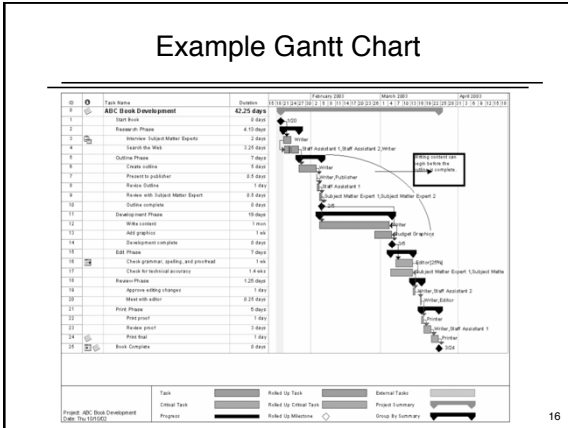 Example Gantt Chart
February 2003 March 2003 April 2003
ID Task Name Duration
0 ABC Book Development 42.25 days
1 Start Book 0 days 1/20
2 Research Phase 4.13 days
3 Interview Subject Matter Experts 2 days Writer
4 Search the Web 3.25 days Staff Assistant 1,Staff Assistant 2,Writer
5 Outline Phase 7 days
6 Create outline 5 days Writer
7 Present to publisher 0.5 days Writer,Publisher
8 Review Outline 1 day Staff Assistant 1
9 Review with Subject Matter Expert 0.5 days Subject Matter Expert 1,Subject Matter Expert 2
10 Outline complete 0 days 2/5
11 Development Phase 19 days
12 Write content 1 mon Writer
13 Add graphics 1 wk Budget Graphics
14 Development complete 0 days 3/5
15 Edit Phase 7 days
16 Check grammar, spelling, and proofread 1 wk Editor[25%]
17 Check for technical accuracy 1.4 wks Subject Matter Expert 1,Subject Matte
18 Review Phase 1.25 days
19 Approve editing changes 1 day Writer,Staff Assistant 2
20 Meet with editor 0.25 days Writer,Editor
21 Print Phase 5 days
22 Print proof 1 day Printer
23 Review proof 3 days Writer,Staff Assistant 1
24 Print final 1 day Printer
25 Book Complete 0 days 3/24
Writing content can
begin before the
outline complete.
Project: ABC Book Development
Date: Thu 10/10/02
Task Rolled Up Task External Tasks
Critical Task Rolled Up Critical Task Project Summary
Progress Rolled Up Milestone Group By Summary
16